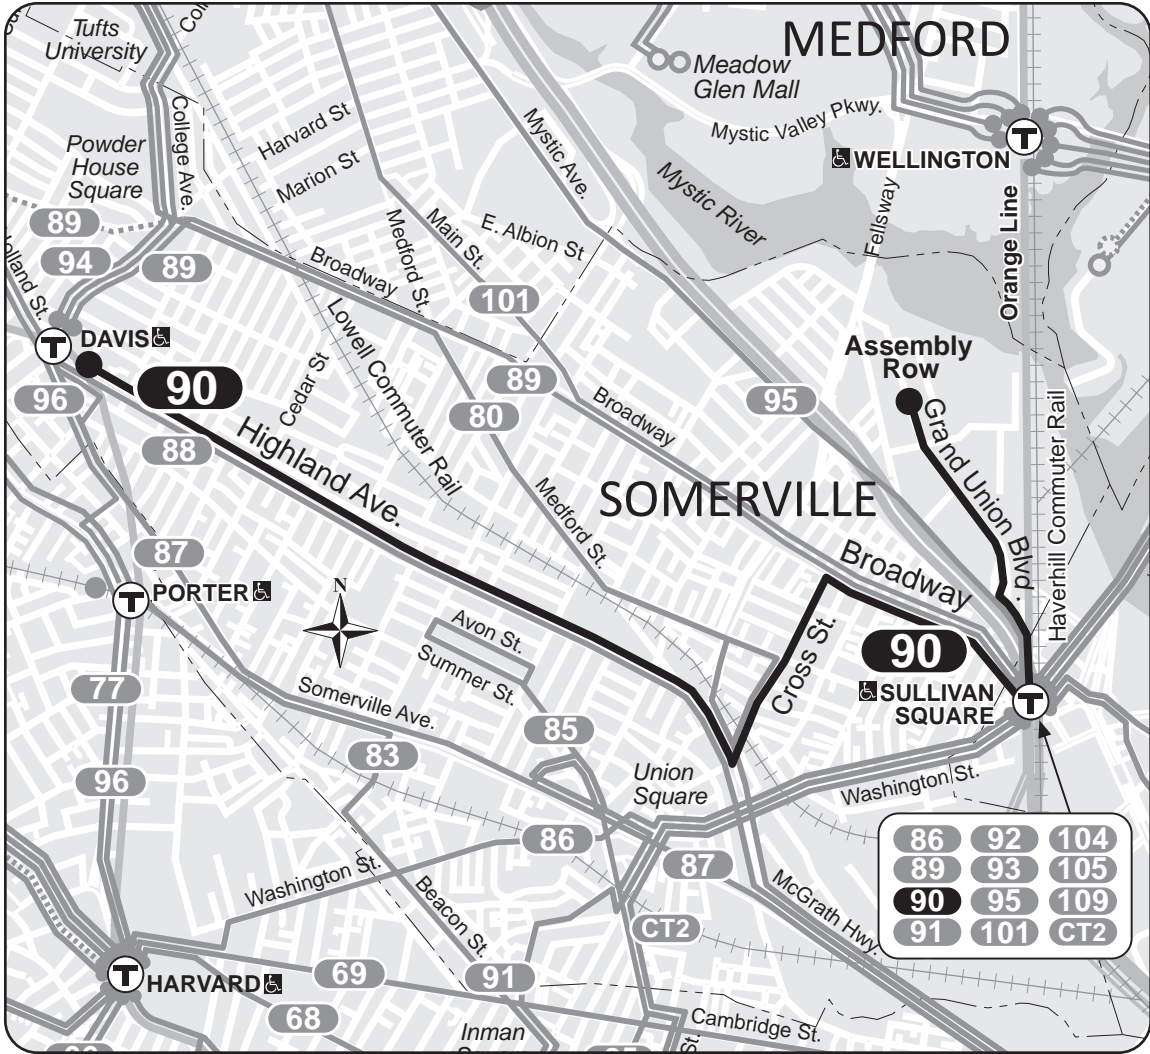 Tufts
University
MEDFORD
Meadow
Glen Mall
Mystic Valley Pkwy.
WELLINGTON
College Ave.
Harvard St
Marion St
Mystic Ave.
Powder
House
Square
Mystic River
Fellsway
Orange Line
89
94
89
Medford St.
Main St.
E. Albion St
Broadway
101
Lowell Commuter Rail
DAVIS
90
96
88
Cedar St
89
80
Broadway
95
Assembly
Row
Grand Union Blvd.
Haverhill Commuter Rail
Highland Ave.
SOMERVILLE
Medford St.
87
PORTER
N
Broadway
90
Cross St.
SULLIVAN
SQUARE
Avon St.
Summer St.
77
Somerville Ave.
85
83
96
Union
Square
Washington St.
86
87
Washington St.
Beacon St.
McGrath Hwy.
CT2
86 92 104
89 93 105
90 95 109
91 101 CT2
HARVARD
69
91
68
Inman
Cambridge St.
St.